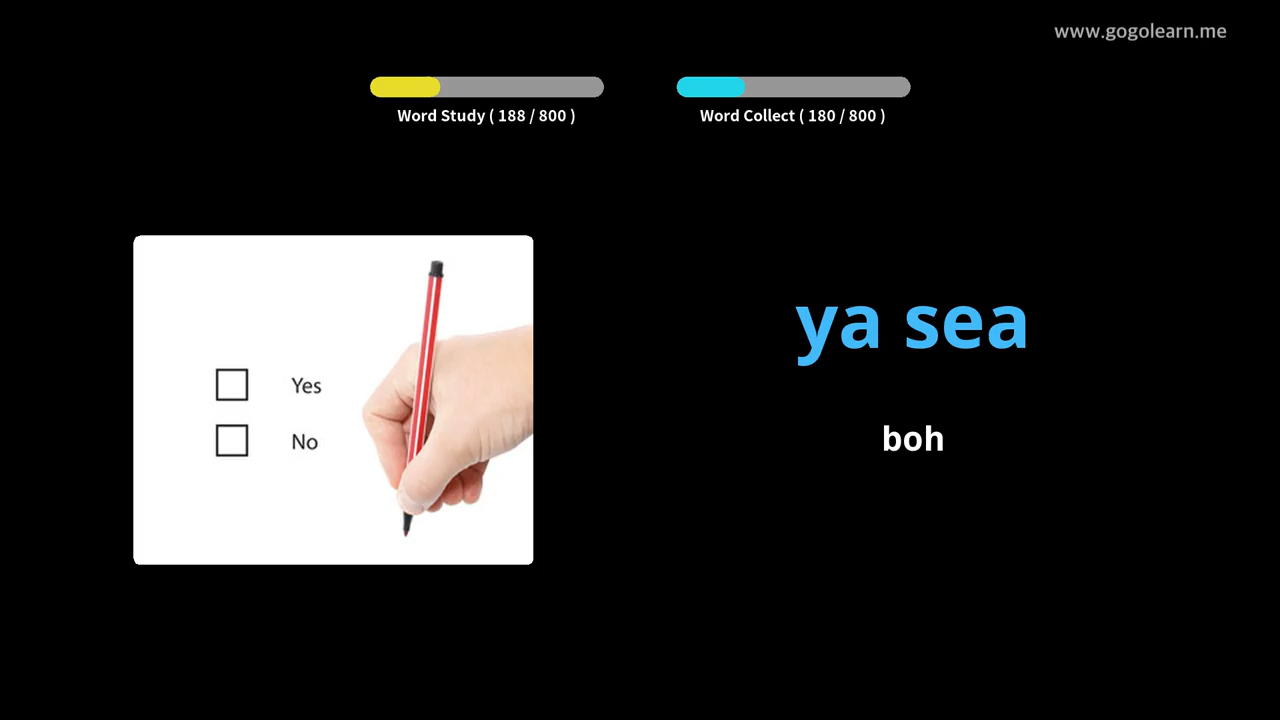 www.gogolearn.me
Word Study ( 188 / 800 )
Word Collect ( 180 / 800 )
Yes
No
ya sea
boh